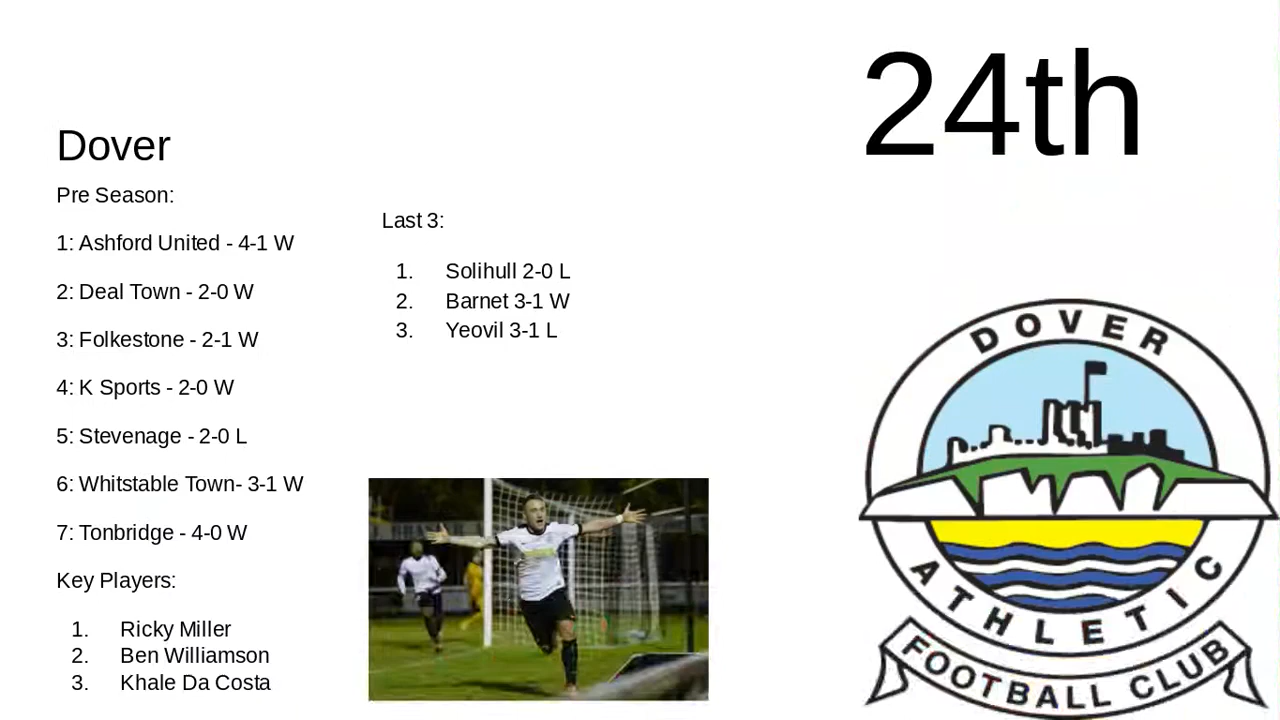 24th
Dover
Pre Season:
1: Ashford United - 4-1 W
2: Deal Town - 2-0 W
3: Folkestone - 2-1 W
4: K Sports - 2-0 W
5: Stevenage - 2-0 L
6: Whitstable Town- 3-1 W
7: Tonbridge - 4-0 W
Key Players:
1. Ricky Miller
2. Ben Williamson
3. Khale Da Costa
Last 3:
1. Solihull 2-0 L
2. Barnet 3-1 W
3. Yeovil 3-1 L
DOVER
ATHLETIC
FOOTBALL CLUB